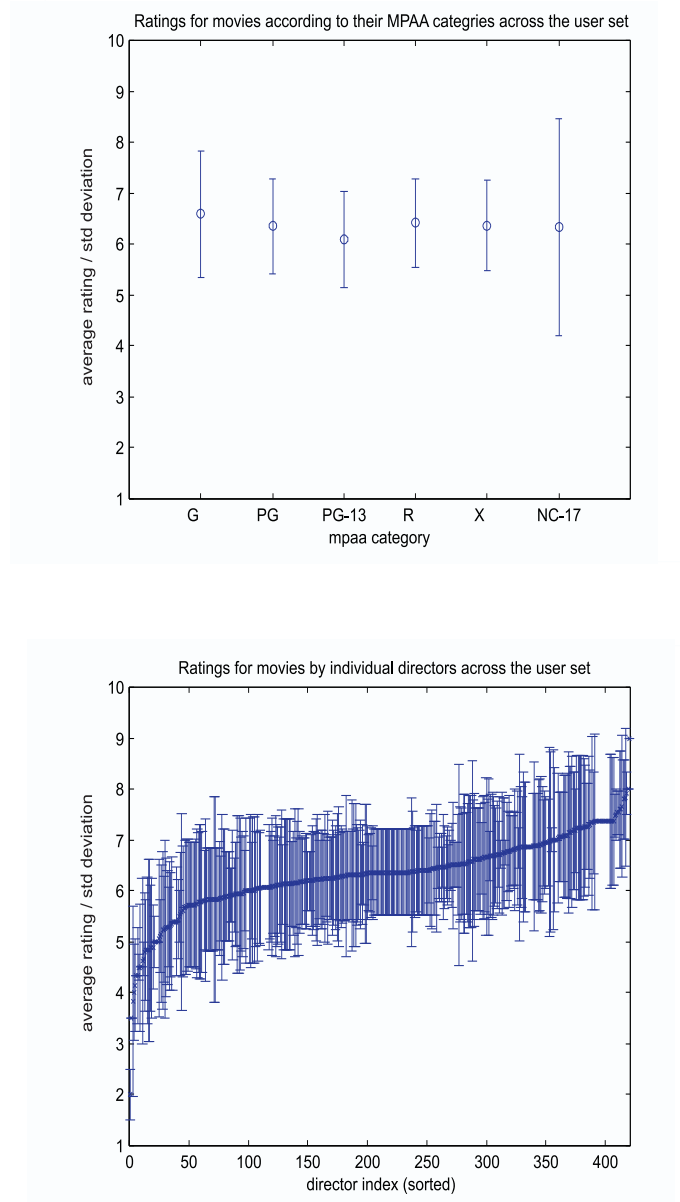 Ratings for movies according to their MPAA categries across the user set
10
9
8
7
6
5
4
3
2
1
average rating / std deviation
G PG PG-13 R X NC-17
mpaa category
Ratings for movies by individual directors across the user set
10
9
8
7
6
5
4
3
2
1
average rating / std deviation
0 50 100 150 200 250 300 350 400
director index (sorted)